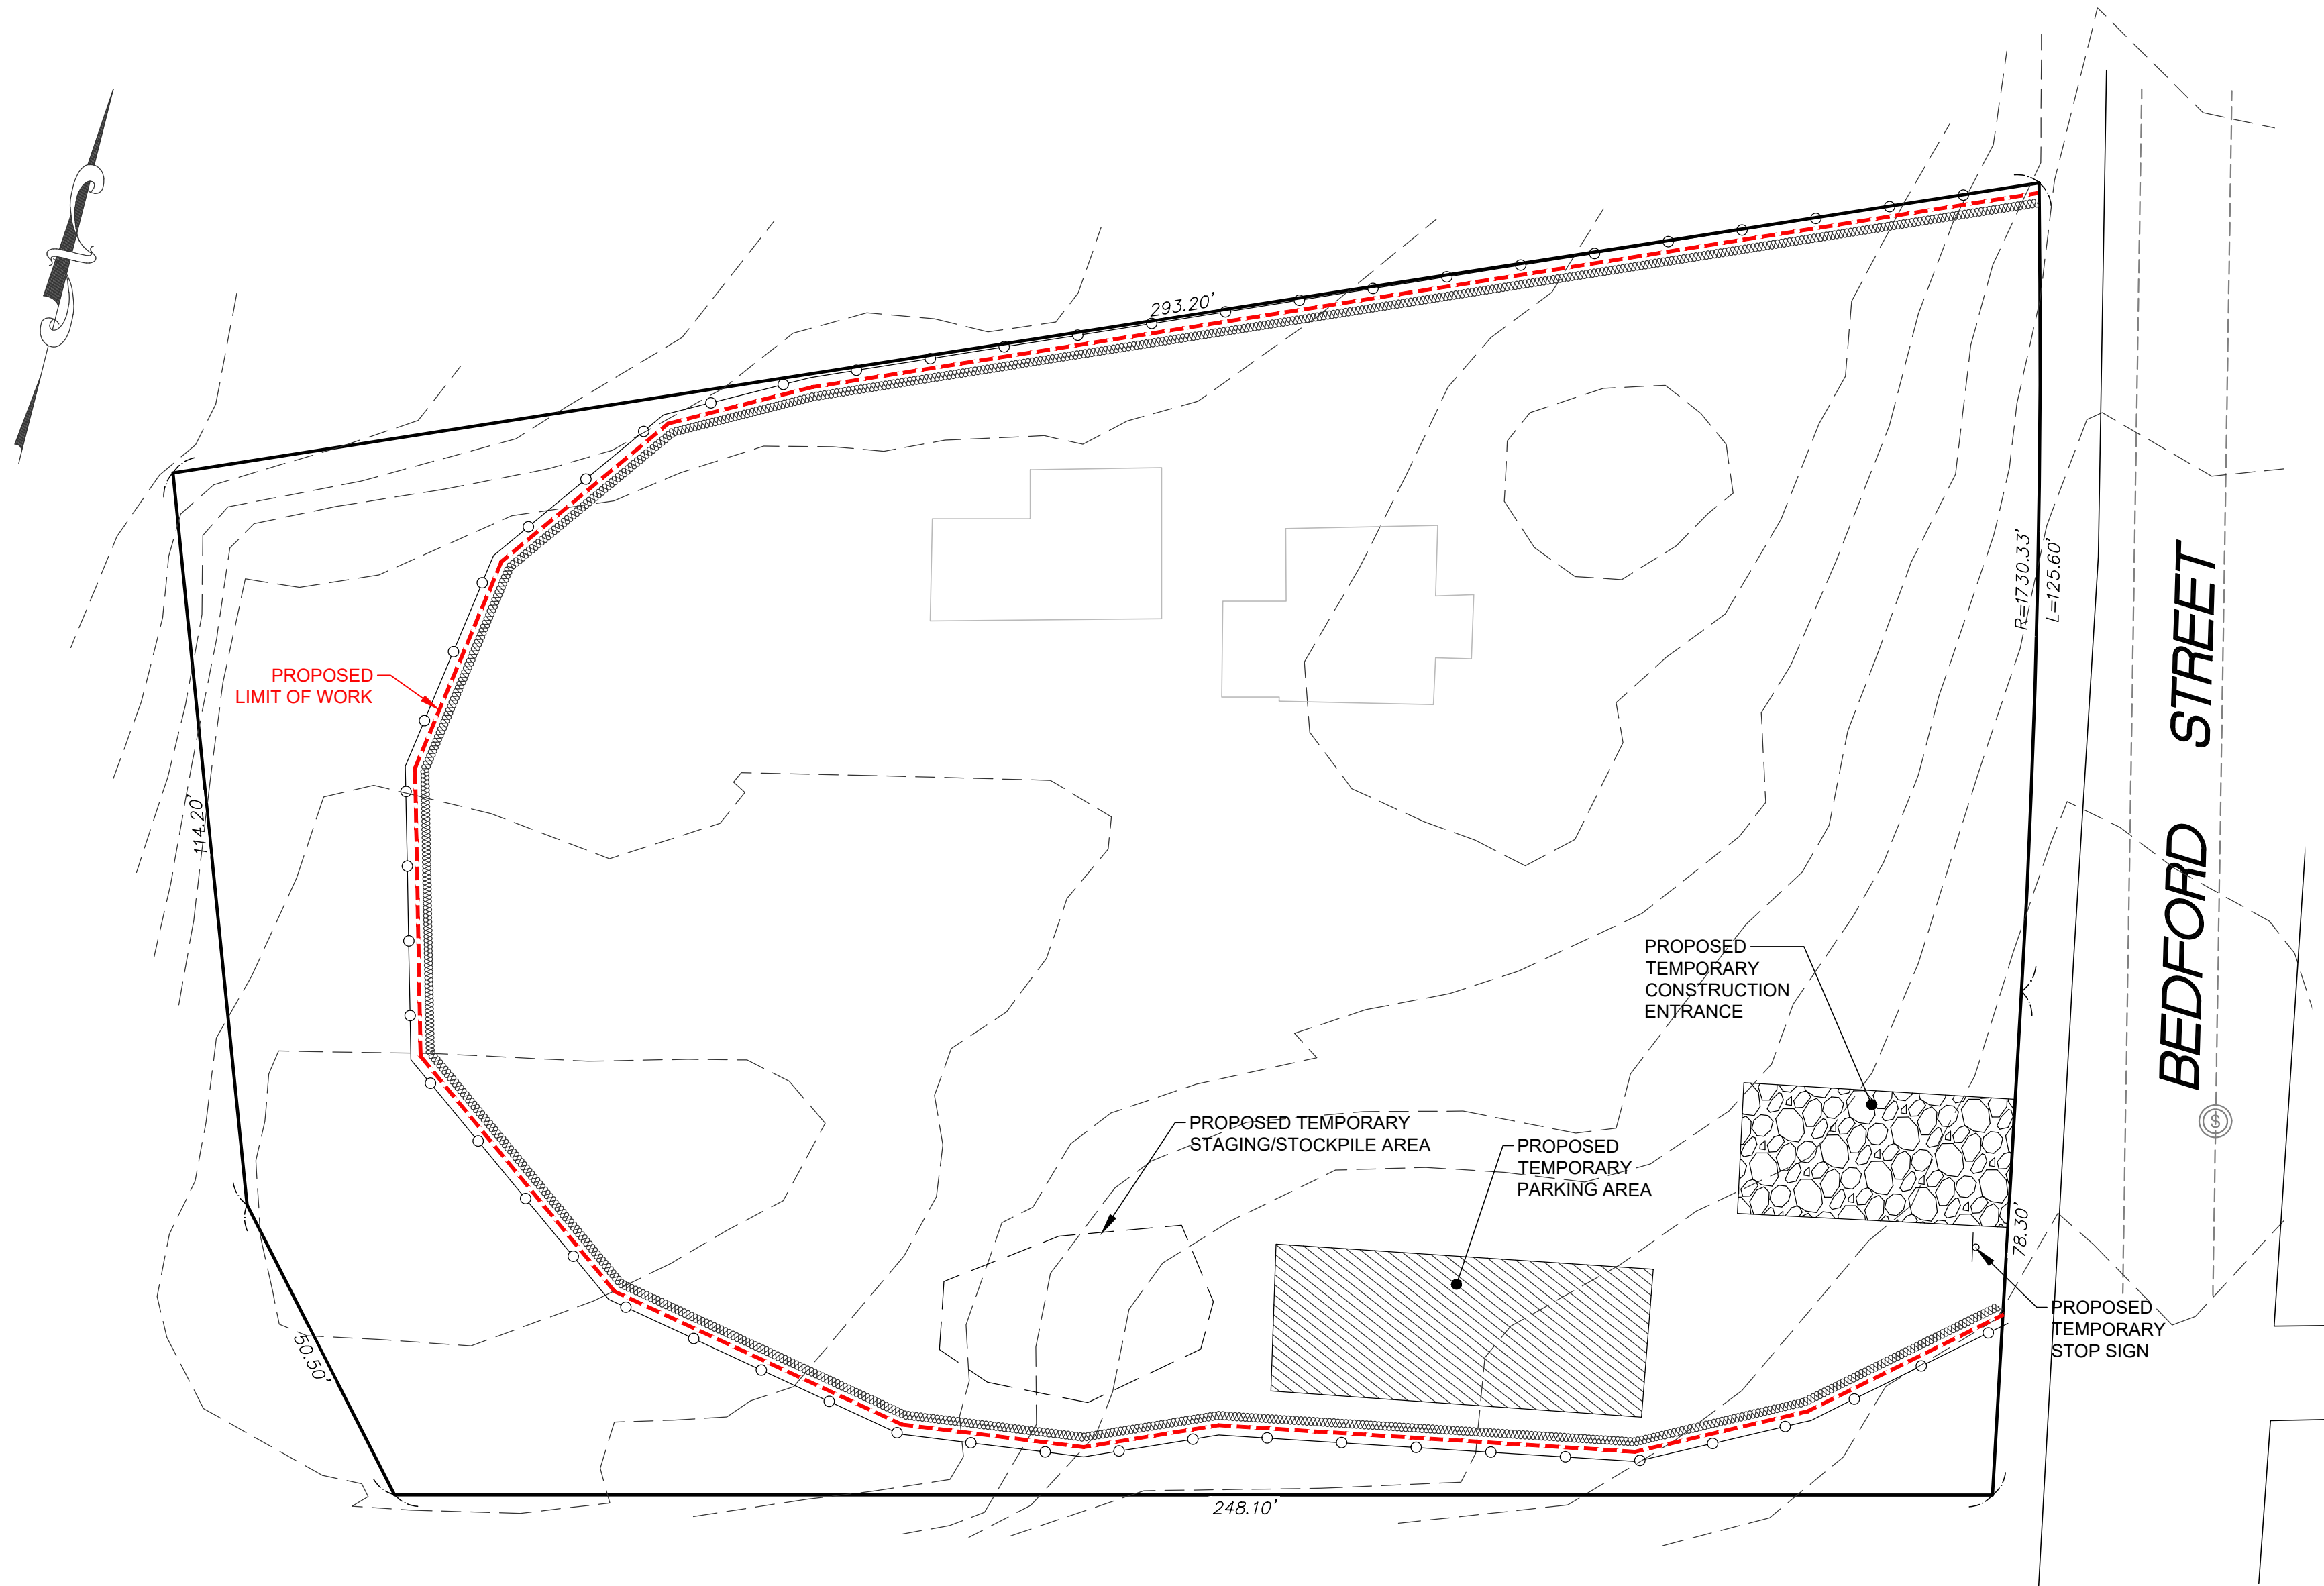 293.20'
R=1730.33'
L=125.60'
BEDFORD STREET
PROPOSED
LIMIT OF WORK
114.20'
PROPOSED
TEMPORARY
CONSTRUCTION
ENTRANCE
PROPOSED TEMPORARY
STAGING/STOCKPILE AREA
PROPOSED
TEMPORARY
PARKING AREA
S
78.30'
PROPOSED
TEMPORARY
STOP SIGN
50.50'
248.10'